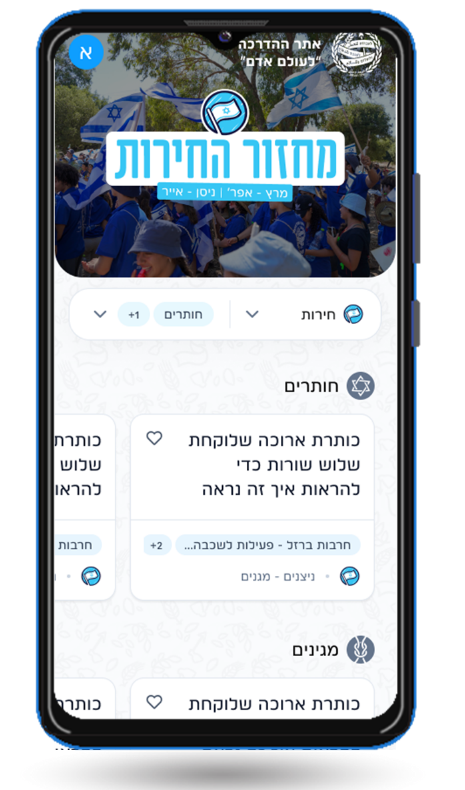 אתר ההדרכה
"לעולם אדם"
א
מחזור החירות
מרץ - אפר' | ניסן - אייר
חירות
חותרים
+1
חותרים
כותרת ארוכה שלוקחת
שלוש שורות כדי
להראות איך זה נראה
חרבות ברזל - פעילות לשכבה...
+2
ניצנים - מגנים
כותרת
שלוש
להראו
חרבות
מגינים
כותרת ארוכה שלוקחת
כותרת